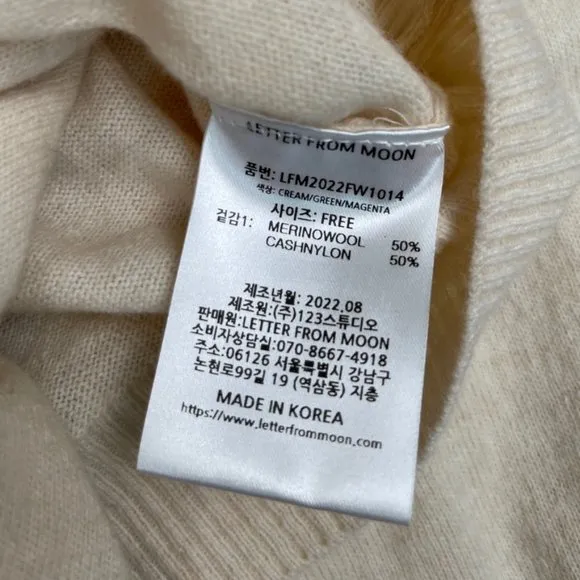 LETTER FROM MOON
품번: LFM2022FW1014
색상: CREAM/GREEN/MAGENTA
사이즈: FREE
겉감1: MERINOWOOL 50%
CASHNYLON 50%
제조년월: 2022.08
제조원:(주)123스튜디오
판매원:LETTER FROM MOON
소비자상담실:070-8667-4918
주소:06126 서울특별시 강남구
논현로99길 19 (역삼동) 지층
MADE IN KOREA
https://www.letterfrommoon.com